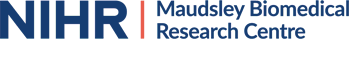 NIHR | Maudsley Biomedical
Research Centre